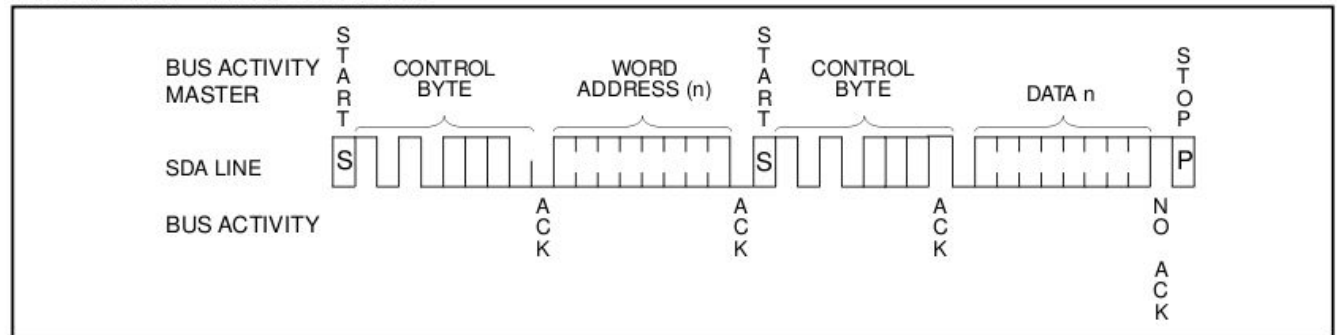 START
START
STOP
BUS ACTIVITY
MASTER
CONTROL
BYTE
WORD
ADDRESS (n)
CONTROL
BYTE
DATA n
SDA LINE
S
S
P
BUS ACTIVITY
ACK
ACK
ACK
NO ACK